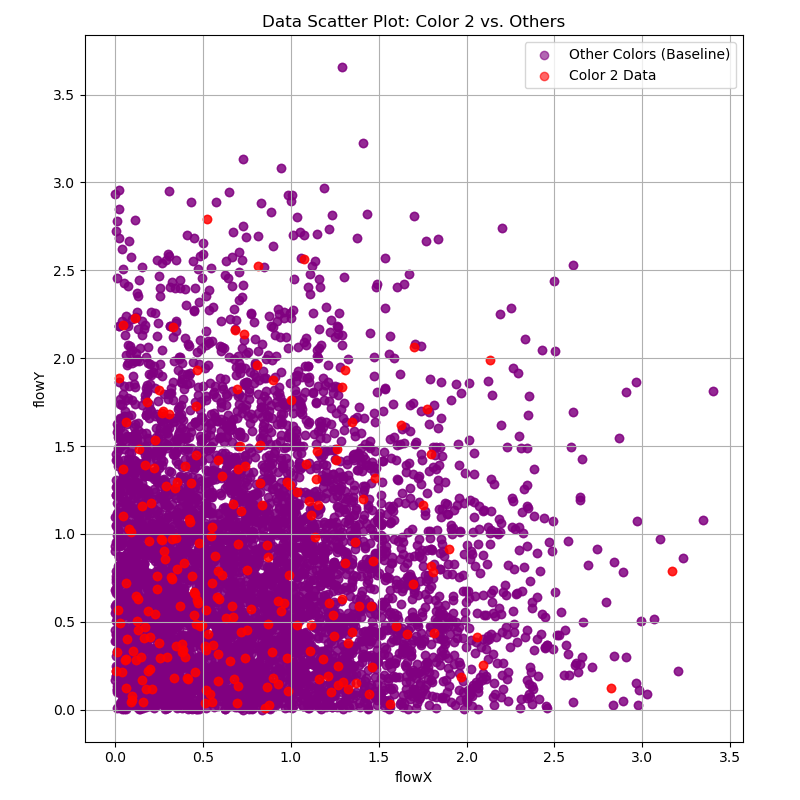 Data Scatter Plot: Color 2 vs. Others
Other Colors (Baseline)
Color 2 Data
3.5
3.0
2.5
2.0
1.5
1.0
0.5
0.0
flowY
0.0 0.5 1.0 1.5 2.0 2.5 3.0 3.5
flowX